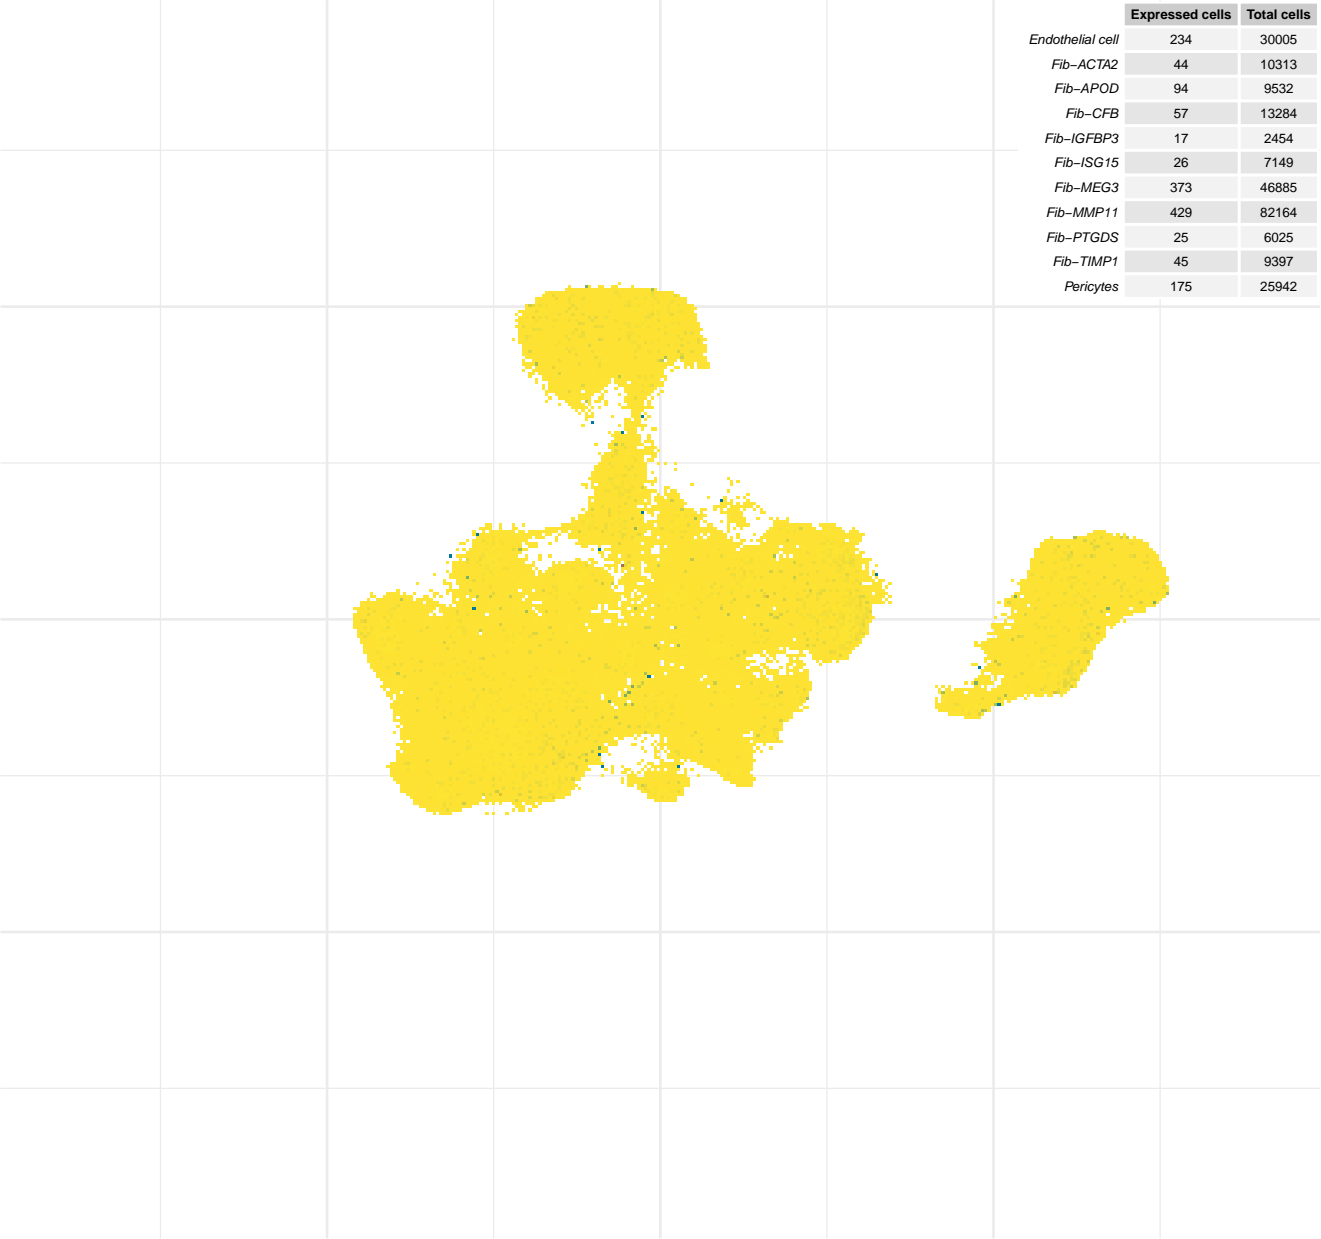 Expressed cells Total cells
Endothelial cell 234 30005
Fib−ACTA2 44 10313
Fib−APOD 94 9532
Fib−CFB 57 13284
Fib−IGFBP3 17 2454
Fib−ISG15 26 7149
Fib−MEG3 373 46885
Fib−MMP11 429 82164
Fib−PTGDS 25 6025
Fib−TIMP1 45 9397
Pericytes 175 25942